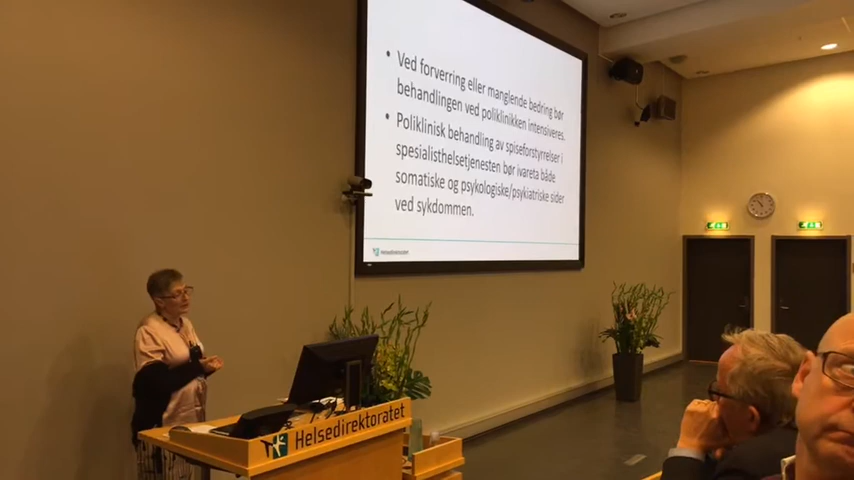 • Ved forverring eller manglende bedring bør
behandlingen ved poliklinikken intensiveres.
• Poliklinisk behandling av spiseforstyrrelser i
spesialisthelsetjenesten bør ivareta både
somatiske og psykologiske/psykiatriske sider
ved sykdommen.
Helsedirektoratet
Helsedirektoratet